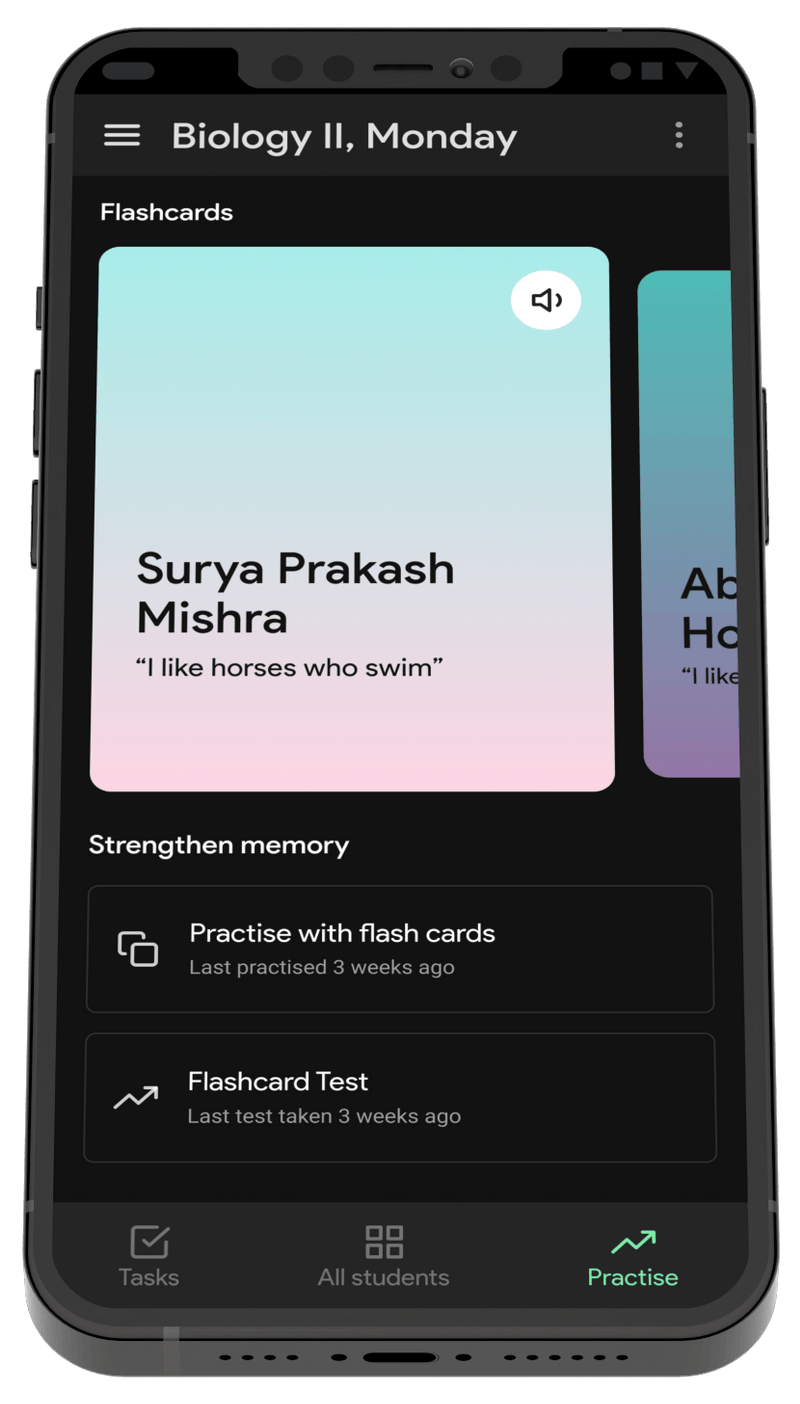 Biology II, Monday
Flashcards
Surya Prakash
Mishra
“I like horses who swim”
Ab
Ho
“I like
Strengthen memory
Practise with flash cards
Last practised 3 weeks ago
Flashcard Test
Last test taken 3 weeks ago
Tasks
All students
Practise